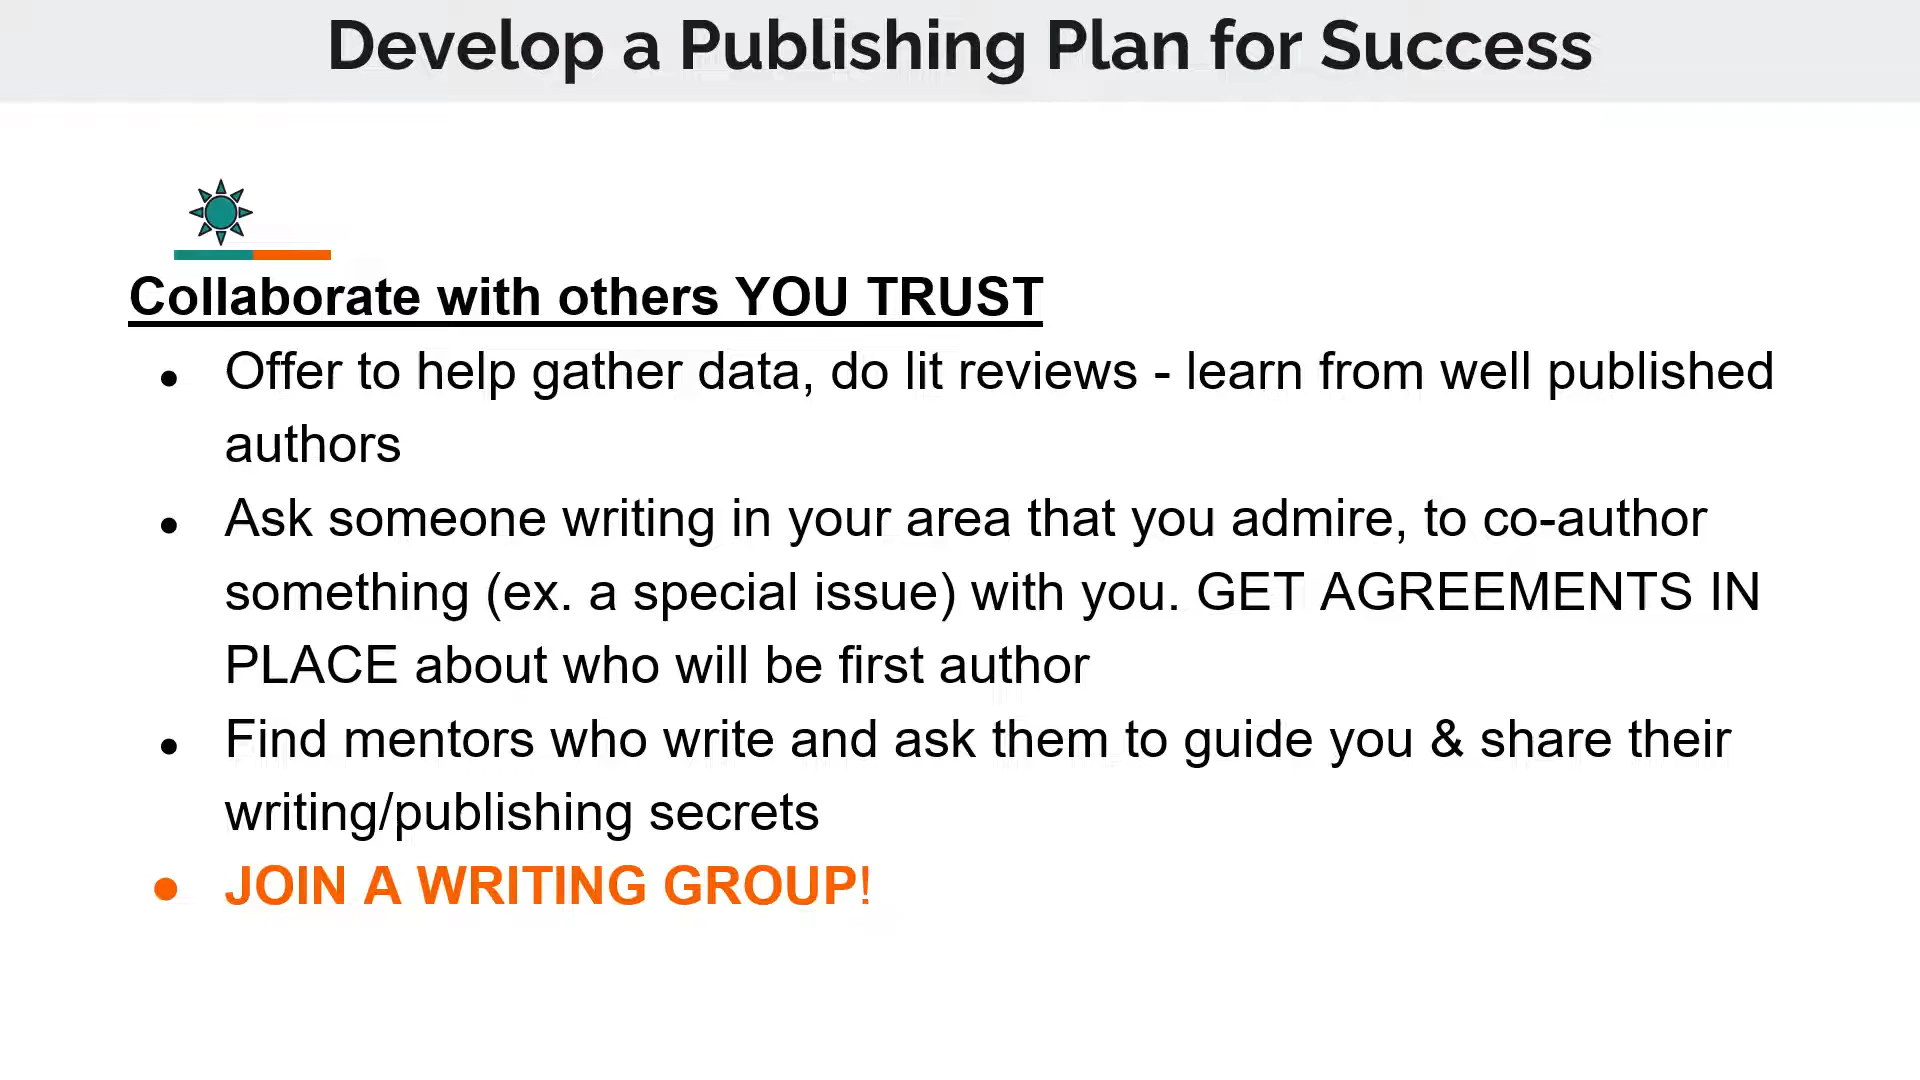 Develop a Publishing Plan for Success
Collaborate with others YOU TRUST
● Offer to help gather data, do lit reviews - learn from well published
authors
● Ask someone writing in your area that you admire, to co-author
something (ex. a special issue) with you. GET AGREEMENTS IN
PLACE about who will be first author
● Find mentors who write and ask them to guide you & share their
writing/publishing secrets
● JOIN A WRITING GROUP!